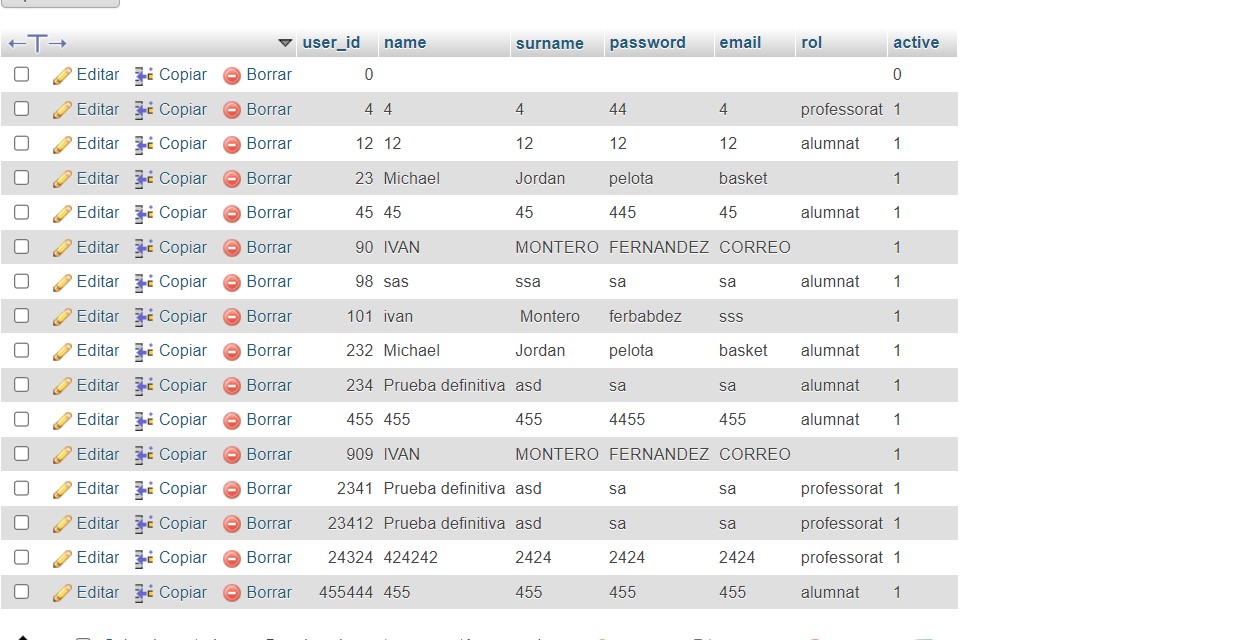 user_id name surname password email rol active
Editar Copiar Borrar 0 0
Editar Copiar Borrar 4 4 4 44 4 professorat 1
Editar Copiar Borrar 12 12 12 12 12 alumnat 1
Editar Copiar Borrar 23 Michael Jordan pelota basket 1
Editar Copiar Borrar 45 45 45 445 45 alumnat 1
Editar Copiar Borrar 90 IVAN MONTERO FERNANDEZ CORREO 1
Editar Copiar Borrar 98 sas ssa sa sa alumnat 1
Editar Copiar Borrar 101 ivan Montero ferbabdez sss 1
Editar Copiar Borrar 232 Michael Jordan pelota basket alumnat 1
Editar Copiar Borrar 234 Prueba definitiva asd sa sa alumnat 1
Editar Copiar Borrar 455 455 455 4455 455 alumnat 1
Editar Copiar Borrar 909 IVAN MONTERO FERNANDEZ CORREO 1
Editar Copiar Borrar 2341 Prueba definitiva asd sa sa professorat 1
Editar Copiar Borrar 23412 Prueba definitiva asd sa sa professorat 1
Editar Copiar Borrar 24324 424242 2424 2424 2424 professorat 1
Editar Copiar Borrar 455444 455 455 455 455 alumnat 1